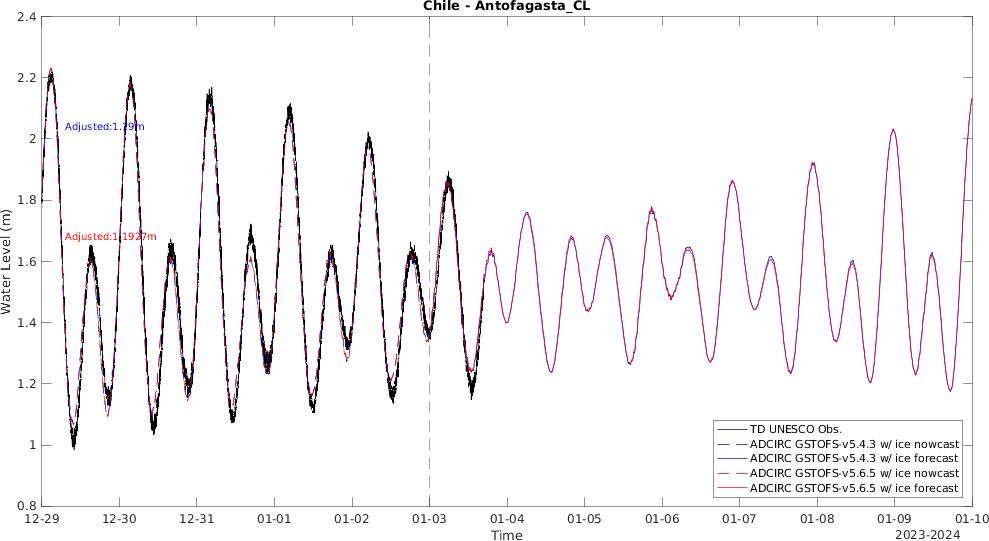 Chile - Antofagasta_CL
2.4
2.2
2
1.8
1.6
1.4
1.2
1
0.8
Water Level (m)
Adjusted:1.19m
Adjusted:1.1927m
TD UNESCO Obs.
ADCIRC GSTOFS-v5.4.3 w/ ice nowcast
ADCIRC GSTOFS-v5.4.3 w/ ice forecast
ADCIRC GSTOFS-v5.6.5 w/ ice nowcast
ADCIRC GSTOFS-v5.6.5 w/ ice forecast
12-29 12-30 12-31 01-01 01-02 01-03 01-04 01-05 01-06 01-07 01-08 01-09 01-10
Time
2023-2024